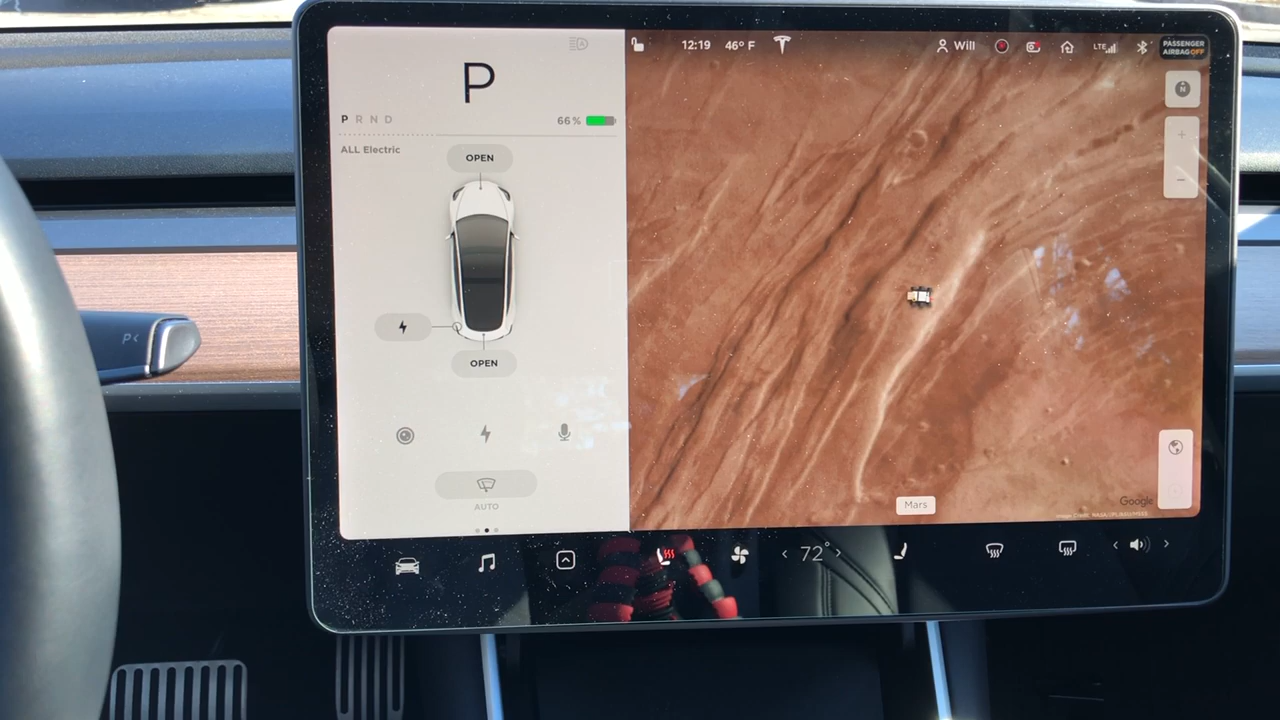 12:19 46° F Will LTE PASSENGER
AIRBAG OFF
P
P R N D 66 %
ALL Electric
OPEN
N
+
−
P<
OPEN
AUTO
Mars
Google
< 72° > < >